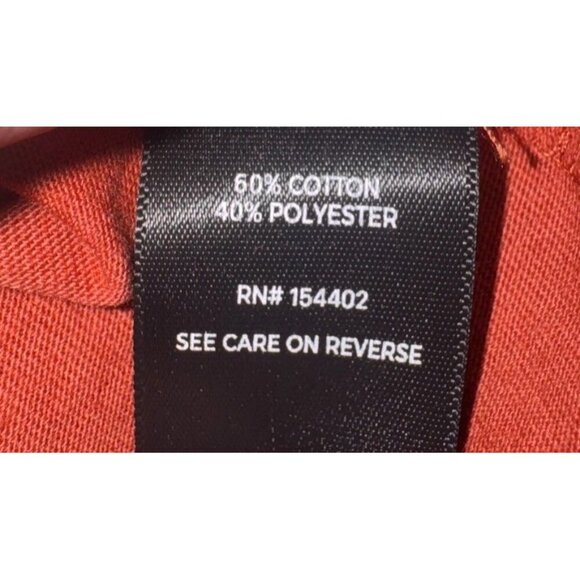 60% COTTON
40% POLYESTER
RN# 154402
SEE CARE ON REVERSE